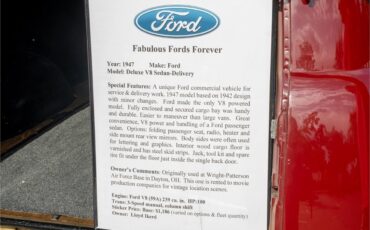 Ford
Fabulous Fords Forever
Year: 1947 Make: Ford
Model: Deluxe V8 Sedan-Delivery
Special Features: A unique Ford commercial vehicle for
service & delivery work. 1947 model based on 1942 design
with minor changes. Ford made the only V8 powered
model. Fully enclosed and secured cargo bay was handy
and durable. Easier to maneuver than large vans. Great
convenience, V8 power and handling of a Ford passenger
sedan. Options: folding passenger seat, radio, heater and
side mount rear view mirrors. Body sides were often used
for lettering and graphics. Interior wood cargo floor is
varnished and has steel skid strips. Jack, tool kit and spare
tire fit under the floor just inside the single back door.
Owner's Comments: Originally used at Wright-Patterson
Air Force Base in Dayton, OH. This one is rented to movie
production companies for vintage location scenes.
Engine: Ford V8 (59A) 239 cu. in. HP:100
Trans: 3-Speed manual, column shift
Sticker Price: Base: $1,186 (varied on options & fleet quantity)
Owner: Lloyd Ikerd